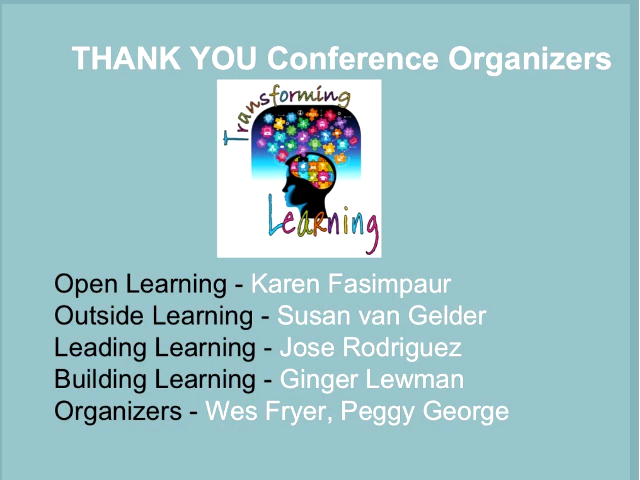 THANK YOU Conference Organizers
Transforming
Learning
Open Learning - Karen Fasimpaur
Outside Learning - Susan van Gelder
Leading Learning - Jose Rodriguez
Building Learning - Ginger Lewman
Organizers - Wes Fryer, Peggy George